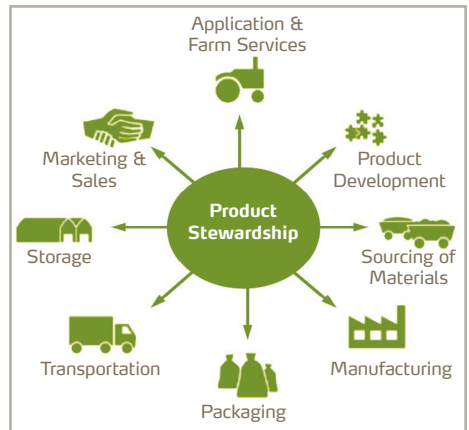 Application &
Farm Services
Product
Development
Sourcing of
Materials
Manufacturing
Packaging
Transportation
Storage
Marketing &
Sales
Product
Stewardship